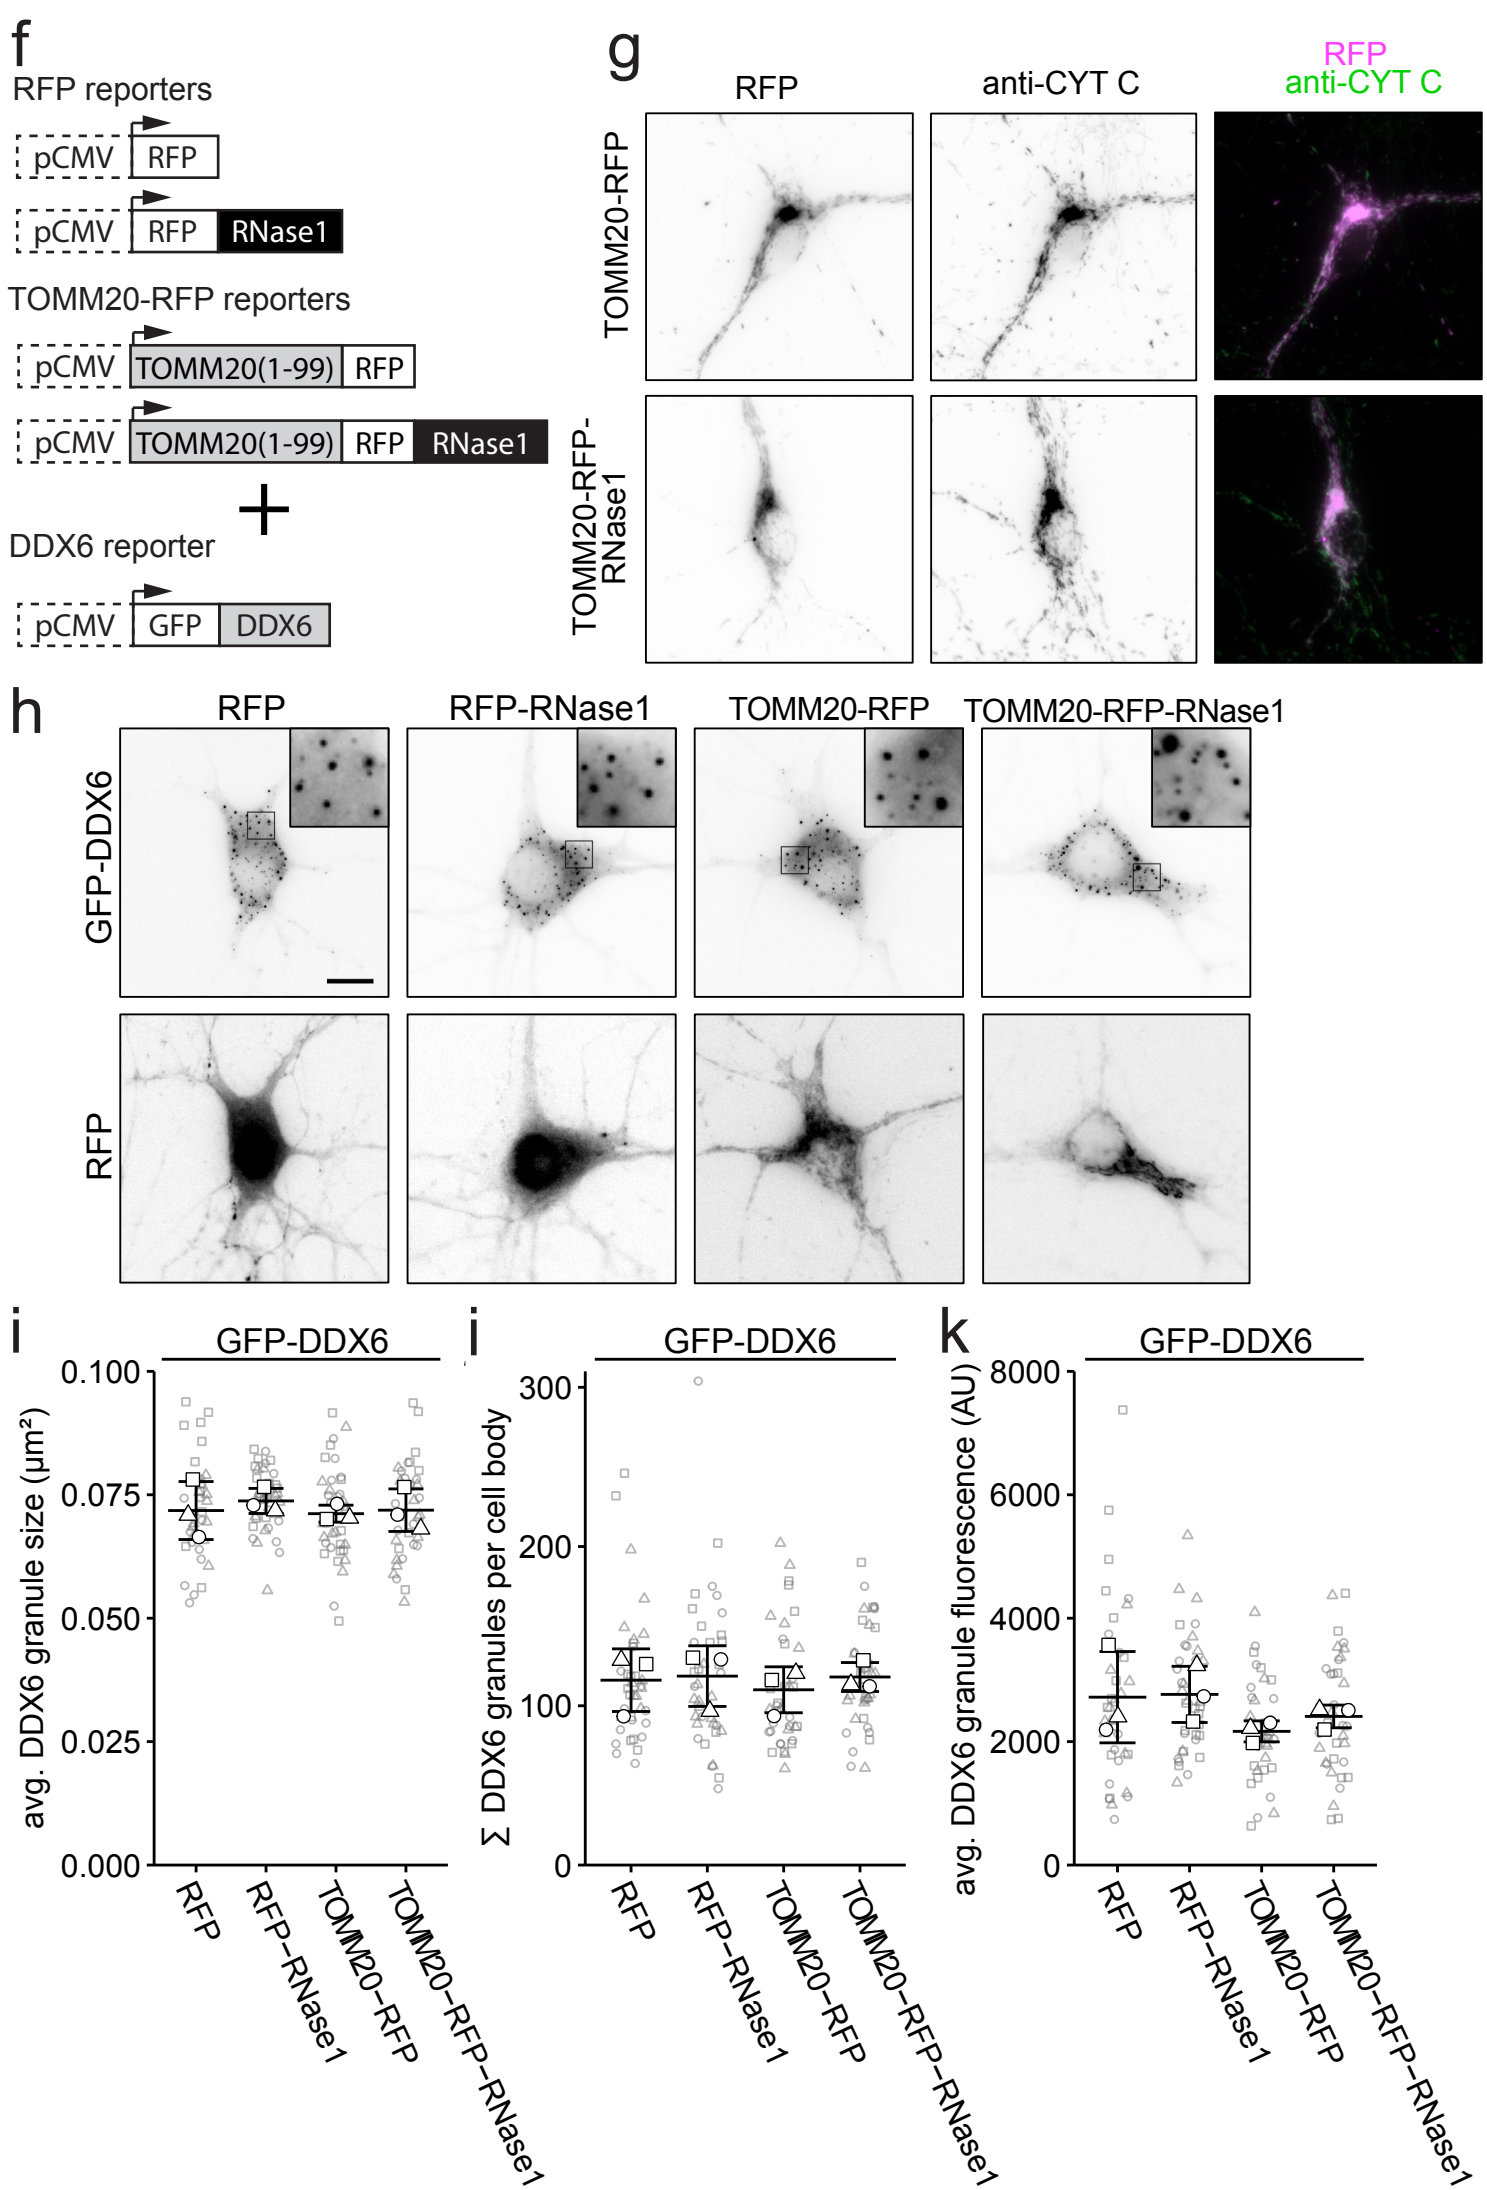 f
RFP reporters
pCMV RFP
pCMV RFP RNase1
TOMM20-RFP reporters
pCMV TOMM20(1-99) RFP
pCMV TOMM20(1-99) RFP RNase1
+
DDX6 reporter
pCMV GFP DDX6
g
RFP
anti-CYT C
RFP
anti-CYT C
TOMM20-RFP
TOMM20-RFP-
RNase1
h
RFP
RFP-RNase1
TOMM20-RFP
TOMM20-RFP-RNase1
GFP-DDX6
RFP
i
GFP-DDX6
avg. DDX6 granule size (µm²)
0.100
0.075
0.050
0.025
0.000
RFP
RFP−RNase1
TOMM20−RFP
TOMM20−RFP−RNase1
j
GFP-DDX6
Σ DDX6 granules per cell body
300
200
100
0
RFP
RFP−RNase1
TOMM20−RFP
TOMM20−RFP−RNase1
k
GFP-DDX6
avg. DDX6 granule fluorescence (AU)
8000
6000
4000
2000
0
RFP
RFP−RNase1
TOMM20−RFP
TOMM20−RFP−RNase1